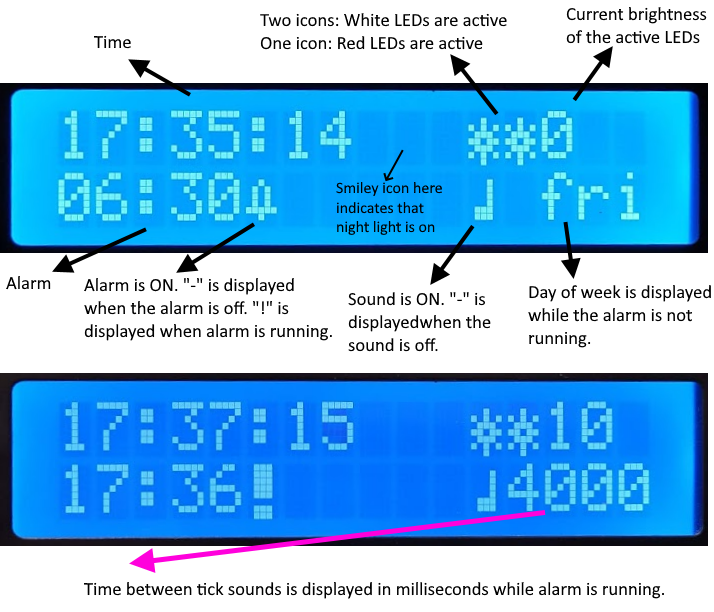 Two icons: White LEDs are active
One icon: Red LEDs are active
Current brightness
of the active LEDs
Time
17:35:14 **0
06:30 ♩ fri
Smiley icon here
indicates that
night light is on
Alarm
Alarm is ON. "-" is displayed
when the alarm is off. "!" is
displayed when alarm is running.
Sound is ON. "-" is
displayedwhen the
sound is off.
Day of week is displayed
while the alarm is not
running.
17:37:15 **10
17:36! ♩4000
Time between tick sounds is displayed in milliseconds while alarm is running.